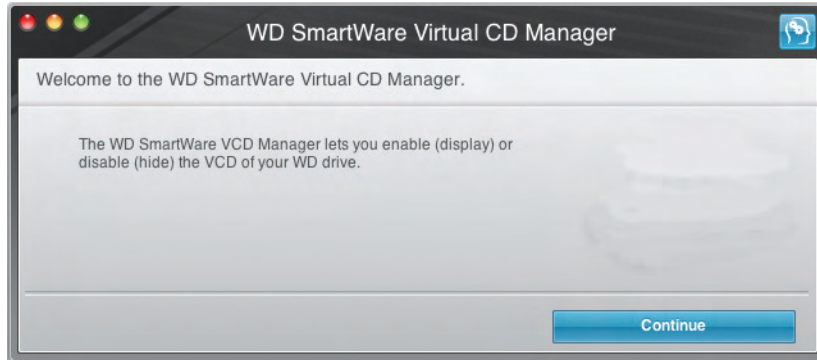 WD SmartWare Virtual CD Manager
Welcome to the WD SmartWare Virtual CD Manager.
The WD SmartWare VCD Manager lets you enable (display) or
disable (hide) the VCD of your WD drive.
Continue